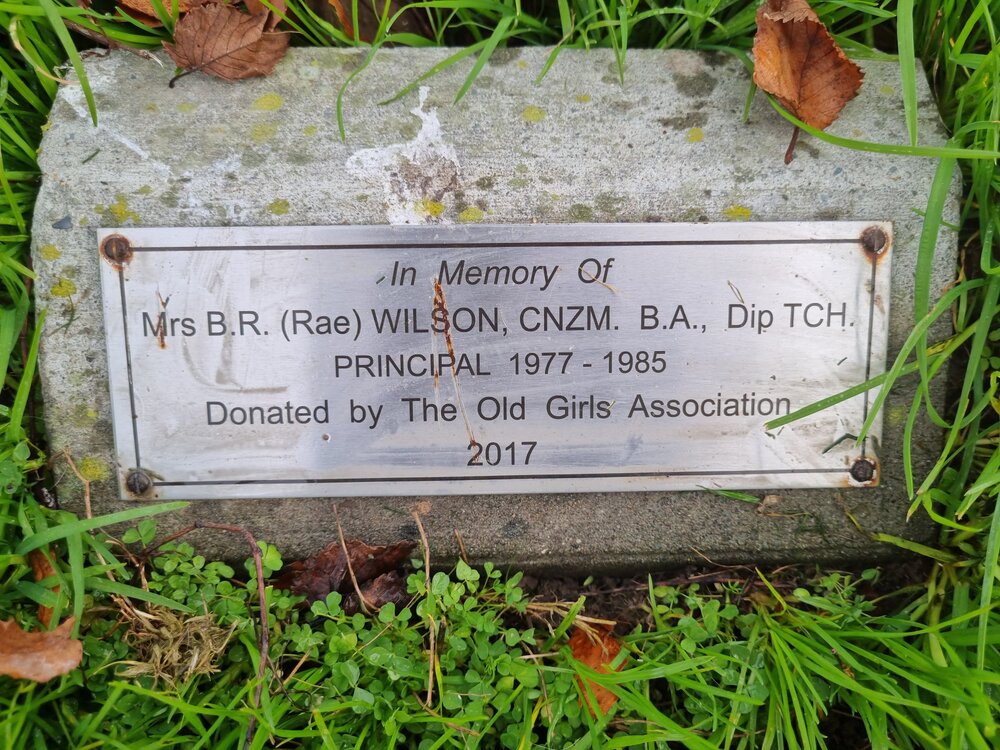 In Memory Of
Mrs B.R. (Rae) WILSON, CNZM. B.A., Dip TCH.
PRINCIPAL 1977 - 1985
Donated by The Old Girls Association
2017